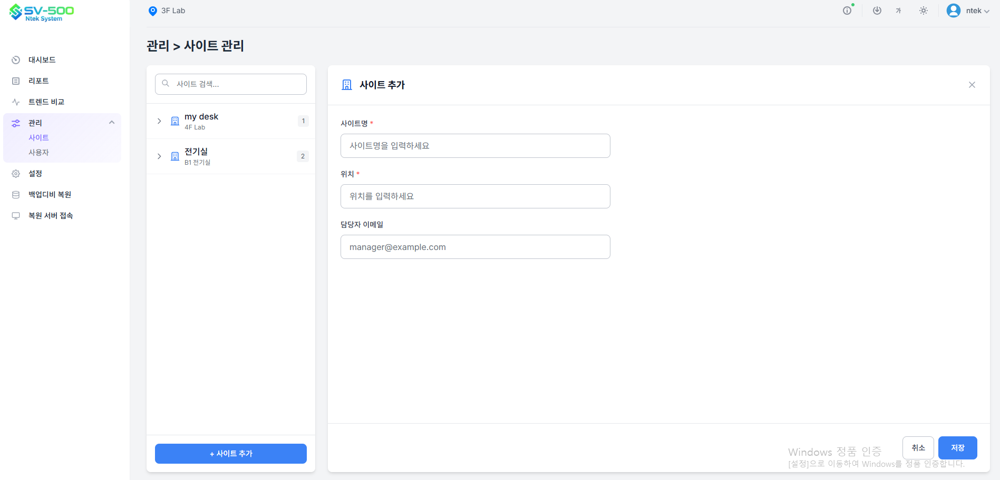 SV-500
Ntek System
3F Lab
가
ntek
대시보드
리포트
트렌드 비교
관리
사이트
사용자
설정
백업디비 복원
복원 서버 접속
관리 > 사이트 관리
사이트 검색...
my desk
4F Lab
1
전기실
B1 전기실
2
+ 사이트 추가
사이트 추가
사이트명 *
사이트명을 입력하세요
위치 *
위치를 입력하세요
담당자 이메일
manager@example.com
Windows 정품 인증
[설정]으로 이동하여 Windows를 정품 인증합니다.
취소
저장